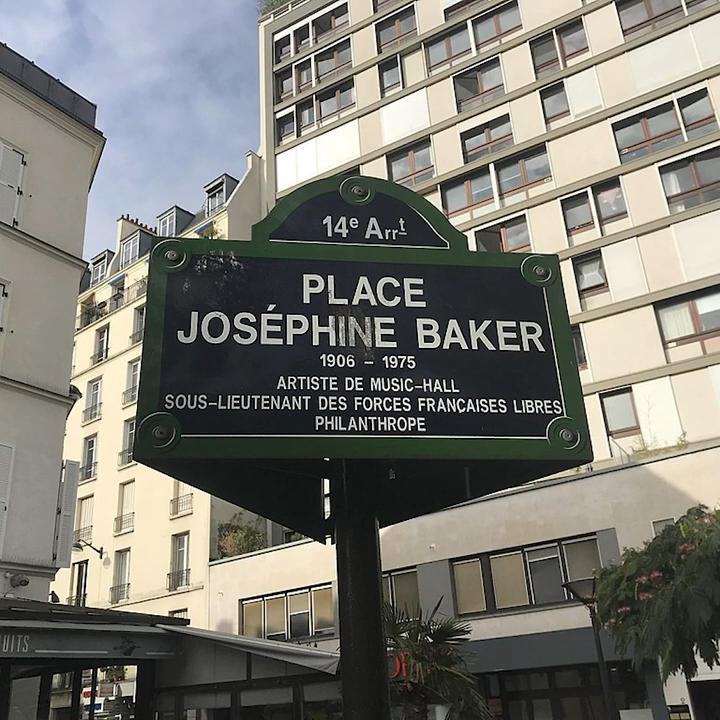 14e Arrt
PLACE
JOSÉPHINE BAKER
1906 – 1975
ARTISTE DE MUSIC-HALL
SOUS-LIEUTENANT DES FORCES FRANÇAISES LIBRES
PHILANTHROPE